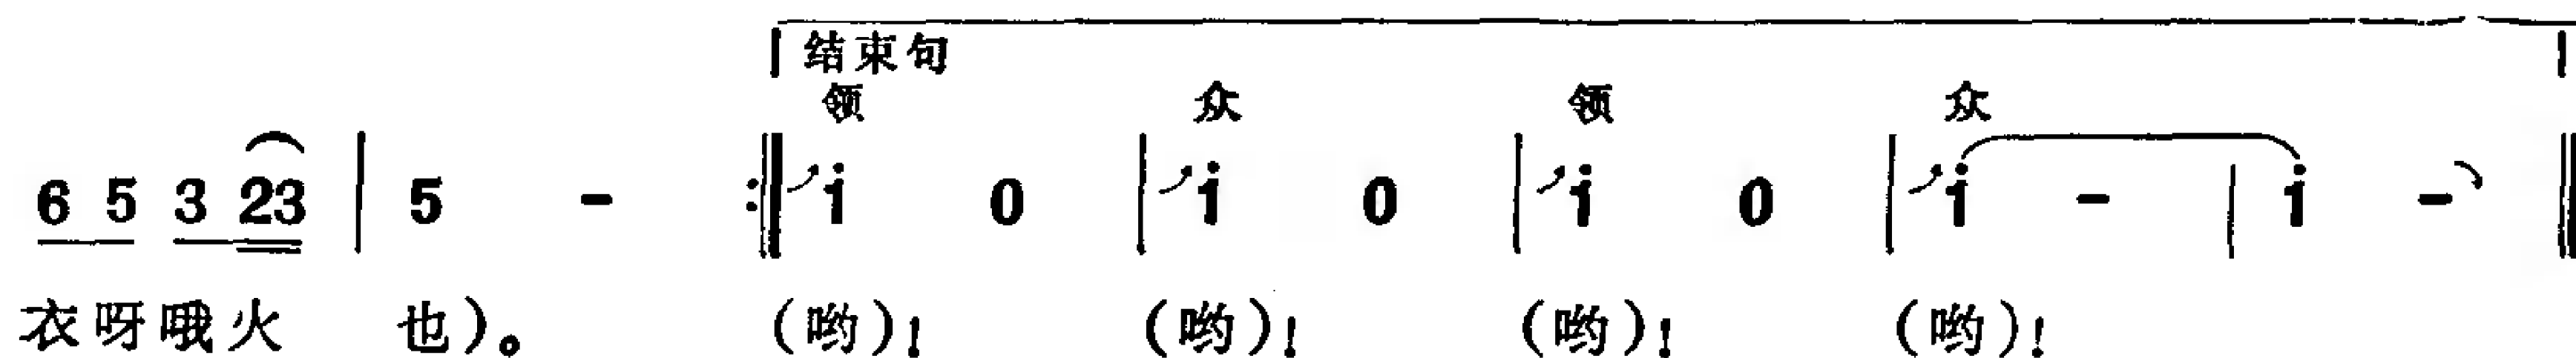 结束句
领 众 领 众
6 5 3 23 | 5 - :‖ i 0 | i 0 | i 0 | i - | i - ‖
衣呀哦火 也)。 (哟)! (哟)! (哟)! (哟)!